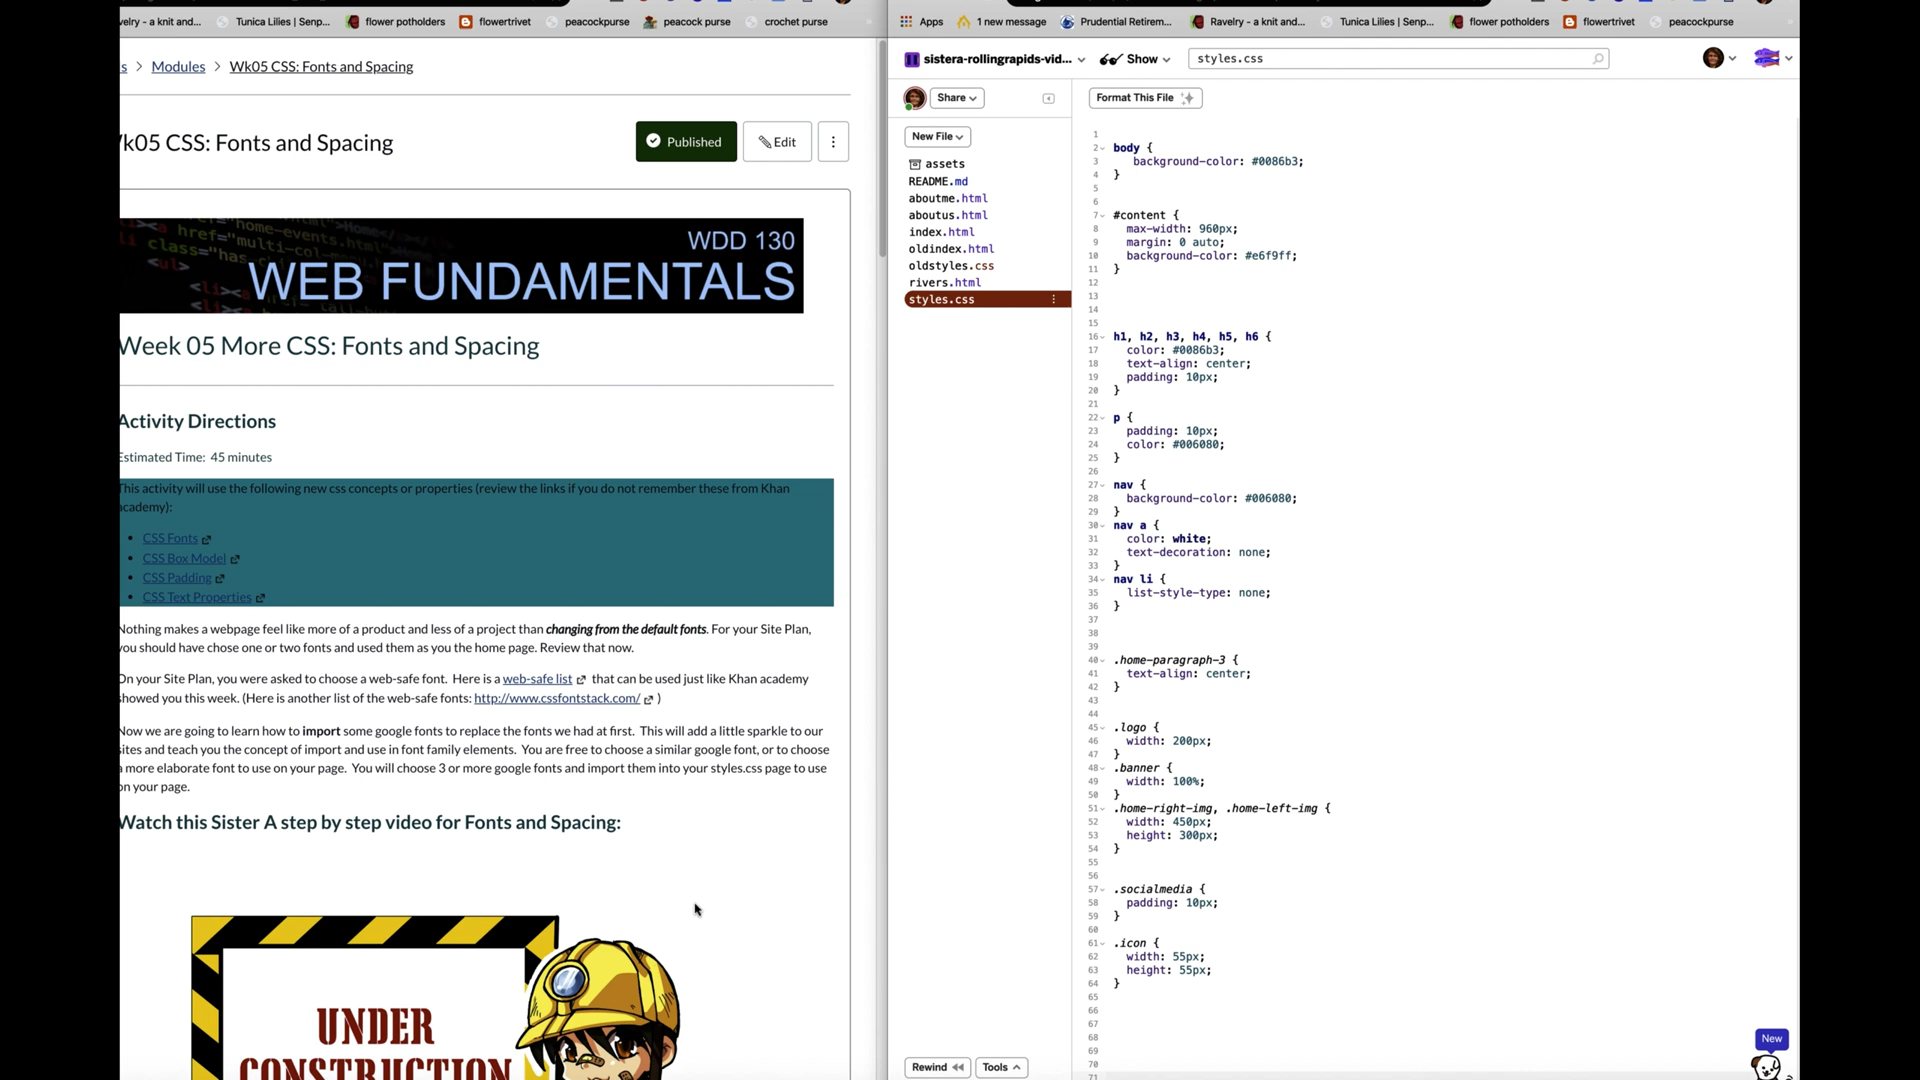 avelry - a knit and...
Tunica Lilies | Senp...
flower potholders
flowertrivet
peacockpurse
peacock purse
crochet purse
s > Modules > Wk05 CSS: Fonts and Spacing
Vk05 CSS: Fonts and Spacing
Published
Edit
WDD 130
WEB FUNDAMENTALS
Week 05 More CSS: Fonts and Spacing
Activity Directions
Estimated Time: 45 minutes
This activity will use the following new css concepts or properties (review the links if you do not remember these from Khan
academy):
CSS Fonts
CSS Box Model
CSS Padding
CSS Text Properties
Nothing makes a webpage feel like more of a product and less of a project than changing from the default fonts. For your Site Plan,
you should have chose one or two fonts and used them as you the home page. Review that now.
On your Site Plan, you were asked to choose a web-safe font. Here is a web-safe list that can be used just like Khan academy
showed you this week. (Here is another list of the web-safe fonts: http://www.cssfontstack.com/ )
Now we are going to learn how to import some google fonts to replace the fonts we had at first. This will add a little sparkle to our
sites and teach you the concept of import and use in font family elements. You are free to choose a similar google font, or to choose
a more elaborate font to use on your page. You will choose 3 or more google fonts and import them into your styles.css page to use
on your page.
Watch this Sister A step by step video for Fonts and Spacing:
UNDER
CONSTRUCTION
Apps
1 new message
Prudential Retirem...
Ravelry - a knit and...
Tunica Lilies | Senp...
flower potholders
flowertrivet
peacockpurse
sistera-rollingrapids-vid...
Show
styles.css
Share
Format This File
New File
assets
README.md
aboutme.html
aboutus.html
index.html
oldindex.html
oldstyles.css
rivers.html
styles.css
Rewind
Tools
1
2 body {
3 background-color: #0086b3;
4 }
5
6
7 #content {
8 max-width: 960px;
9 margin: 0 auto;
10 background-color: #e6f9ff;
11 }
12
13
14
15
16 h1, h2, h3, h4, h5, h6 {
17 color: #0086b3;
18 text-align: center;
19 padding: 10px;
20 }
21
22 p {
23 padding: 10px;
24 color: #006080;
25 }
26
27 nav {
28 background-color: #006080;
29 }
30 nav a {
31 color: white;
32 text-decoration: none;
33 }
34 nav li {
35 list-style-type: none;
36 }
37
38
39
40 .home-paragraph-3 {
41 text-align: center;
42 }
43
44
45 .logo {
46 width: 200px;
47 }
48 .banner {
49 width: 100%;
50 }
51 .home-right-img, .home-left-img {
52 width: 450px;
53 height: 300px;
54 }
55
56
57 .socialmedia {
58 padding: 10px;
59 }
60
61 .icon {
62 width: 55px;
63 height: 55px;
64 }
65
66
67
68
69
70
71
New